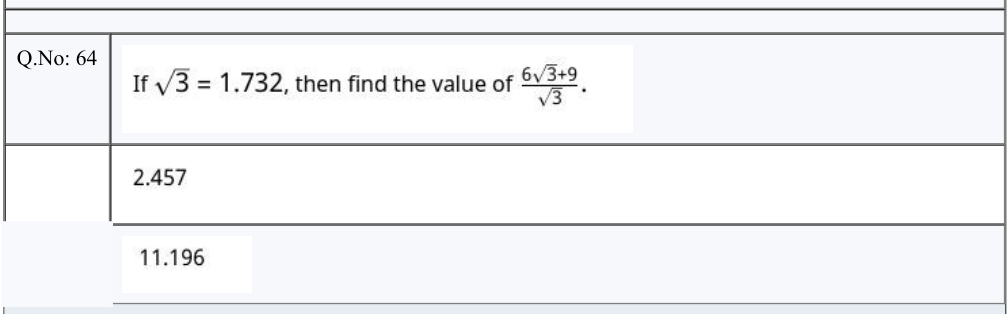 Q.No: 64
If √3 = 1.732, then find the value of (6√3+9)/√3.
2.457
11.196